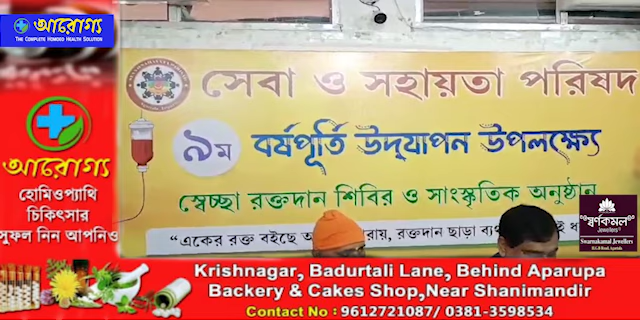 আরোগ্য
The Complete Homoeo Health Solution
সেবা ও সহায়তা পরিষদ
৯ম বর্ষপূর্তি উদ্‌যাপন উপলক্ষ্যে
স্বেচ্ছা রক্তদান শিবির ও সাংস্কৃতিক অনুষ্ঠান
"একের রক্ত বইছে রক্তদান ছাড়া
আরোগ্য
হোমিওপ্যাথি
চিকিৎসার
সুফল নিন আপনিও
স্বর্ণকমল
Jewellers
Swarnakamal Jewellers
Krishnagar, Badurtali Lane, Behind Aparupa
Backery & Cakes Shop,Near Shanimandir
Contact No : 9612721087/ 0381-3598534